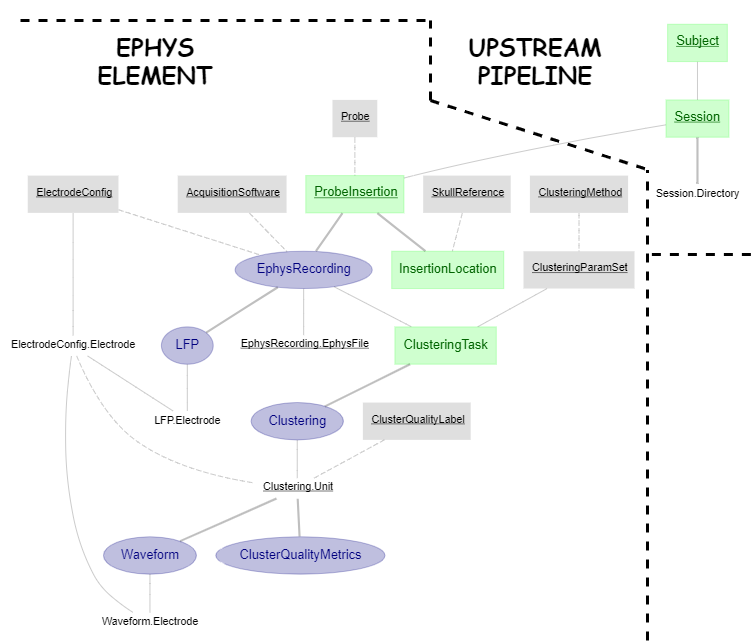 EPHYS
ELEMENT
UPSTREAM
PIPELINE
Subject
Probe
Session
ElectrodeConfig
AcquisitionSoftware
ProbeInsertion
SkullReference
ClusteringMethod
Session.Directory
EphysRecording
InsertionLocation
ClusteringParamSet
ElectrodeConfig.Electrode
LFP
EphysRecording.EphysFile
ClusteringTask
LFP.Electrode
Clustering
ClusterQualityLabel
Clustering.Unit
Waveform
ClusterQualityMetrics
Waveform.Electrode